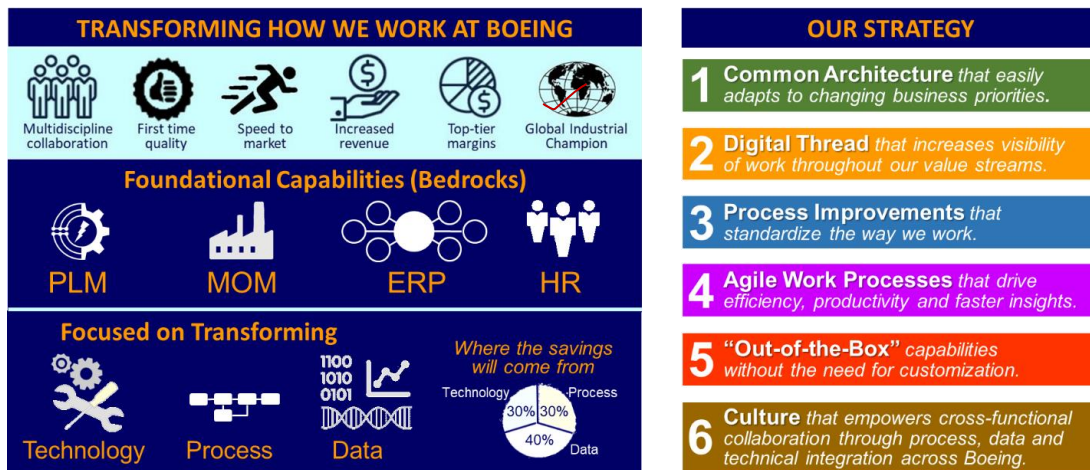 TRANSFORMING HOW WE WORK AT BOEING
Multidiscipline
collaboration
First time
quality
Speed to
market
Increased
revenue
Top-tier
margins
Global Industrial
Champion
Foundational Capabilities (Bedrocks)
PLM
MOM
ERP
HR
Focused on Transforming
Technology
Process
1100
1010
0101
Data
Where the savings
will come from
Technology
Process
30%
30%
40%
Data
OUR STRATEGY
1 Common Architecture that easily
adapts to changing business priorities.
2 Digital Thread that increases visibility
of work throughout our value streams.
3 Process Improvements that
standardize the way we work.
4 Agile Work Processes that drive
efficiency, productivity and faster insights.
5 “Out-of-the-Box” capabilities
without the need for customization.
6 Culture that empowers cross-functional
collaboration through process, data and
technical integration across Boeing.